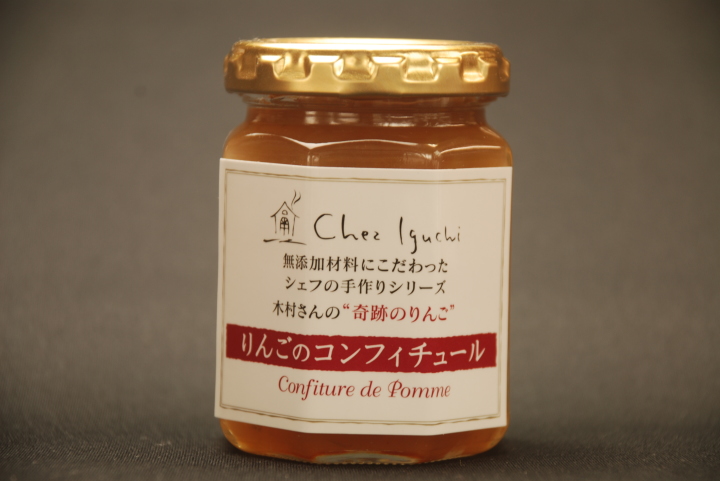 Chez Iguchi
無添加材料にこだわった
シェフの手作りシリーズ
木村さんの“奇跡のりんご”
りんごのコンフィチュール
Confiture de Pomme